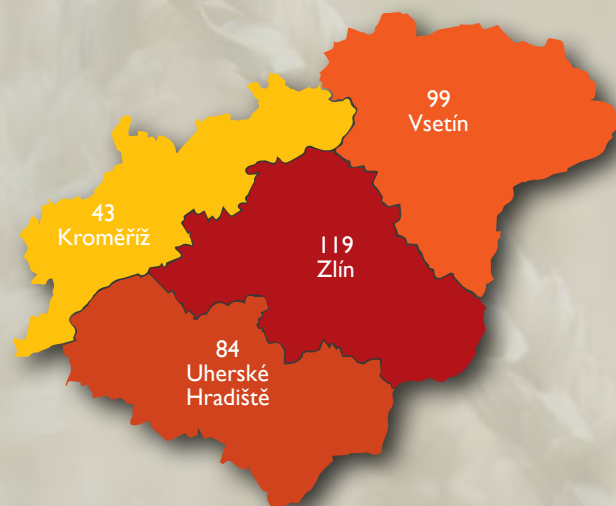 99
Vsetín
43
Kroměříž
119
Zlín
84
Uherské
Hradiště